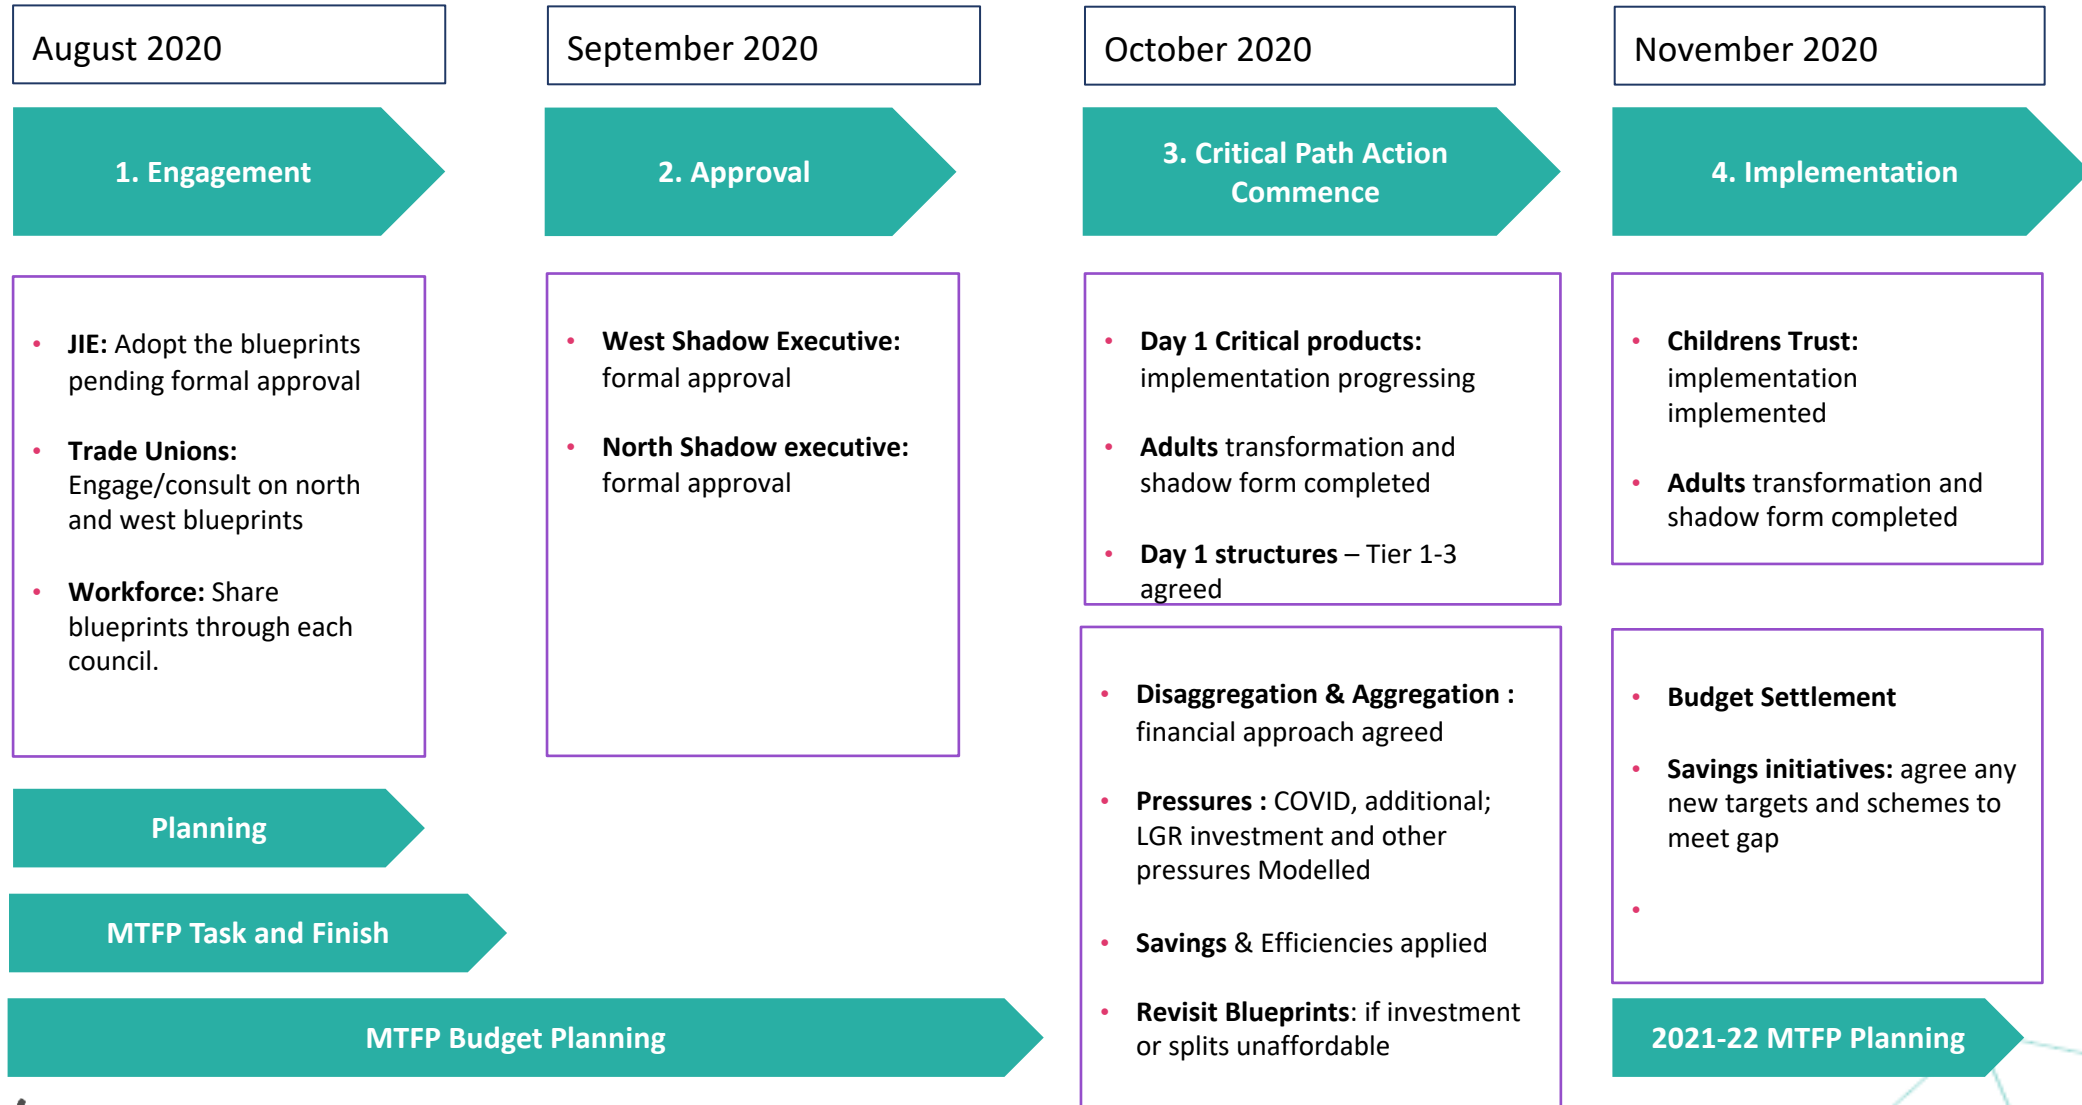 August 2020
September 2020
October 2020
November 2020
1. Engagement
2. Approval
3. Critical Path Action
Commence
4. Implementation
• JIE: Adopt the blueprints
pending formal approval
• Trade Unions:
Engage/consult on north
and west blueprints
• Workforce: Share
blueprints through each
council.
• West Shadow Executive:
formal approval
• North Shadow executive:
formal approval
• Day 1 Critical products:
implementation progressing
• Adults transformation and
shadow form completed
• Day 1 structures – Tier 1-3
agreed
• Childrens Trust:
implementation
implemented
• Adults transformation and
shadow form completed
• Disaggregation & Aggregation :
financial approach agreed
• Pressures : COVID, additional;
LGR investment and other
pressures Modelled
• Savings & Efficiencies applied
• Revisit Blueprints: if investment
or splits unaffordable
• Budget Settlement
• Savings initiatives: agree any
new targets and schemes to
meet gap
•
Planning
MTFP Task and Finish
MTFP Budget Planning
2021-22 MTFP Planning